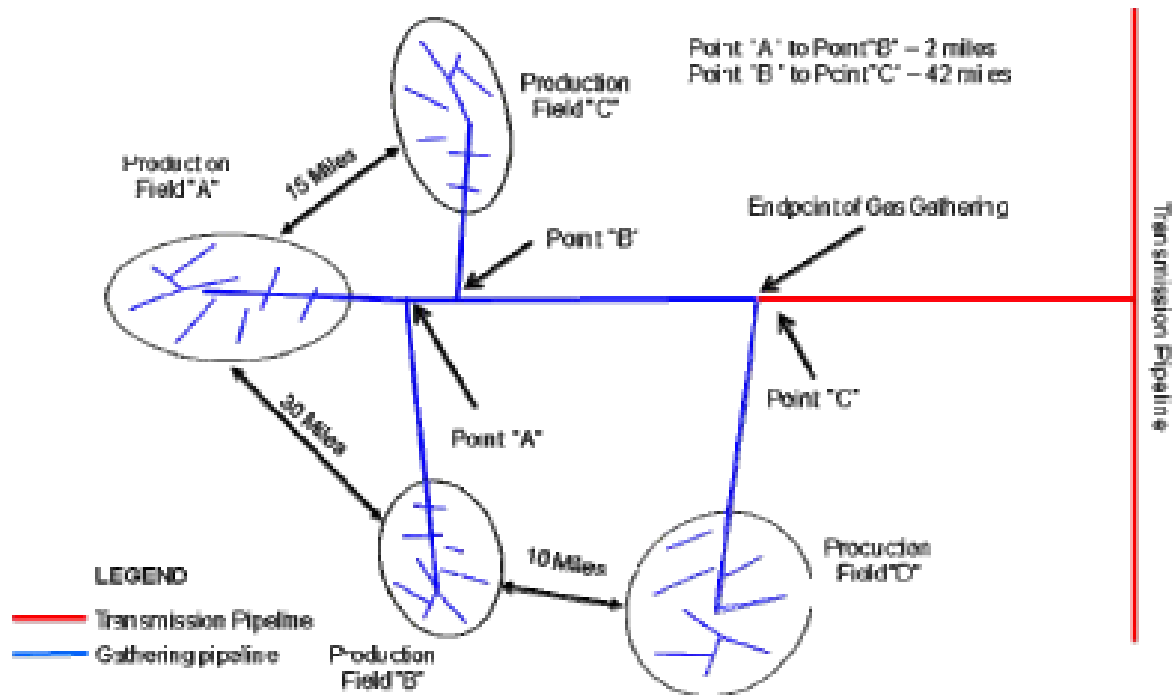 Point "A" to Point "B" – 2 miles
Point "B" to Point "C" – 42 miles
Production
Field "C"
Production
Field "A"
15 Miles
Endpoint of Gas Gathering
Point "B"
Transmission Pipeline
Point "C"
30 Miles
Point "A"
10 Miles
Production
Field "D"
LEGEND
Transmission Pipeline
Gathering pipeline
Production
Field "B"